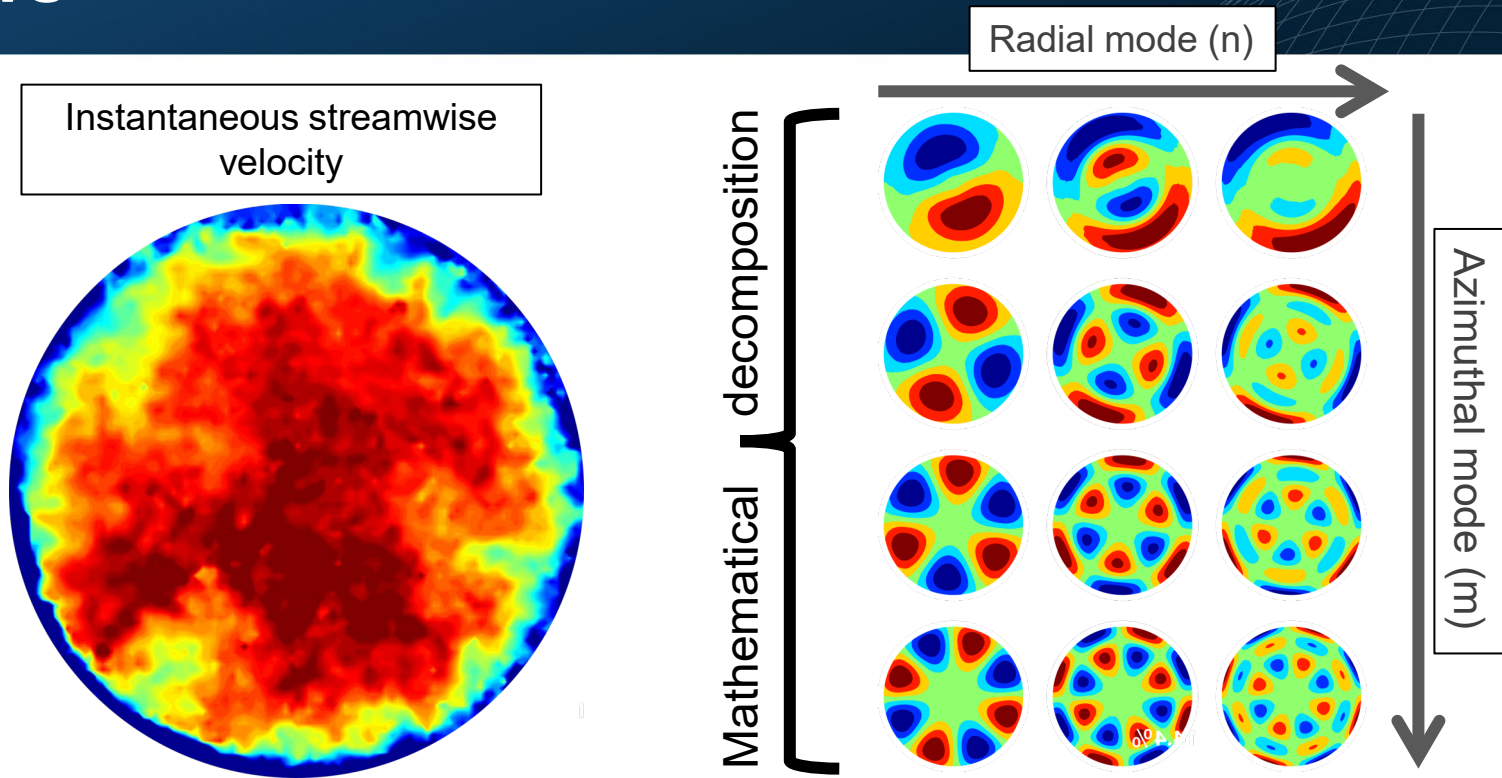 Radial mode (n)
Instantaneous streamwise
velocity
Mathematical decomposition
Azimuthal mode (m)